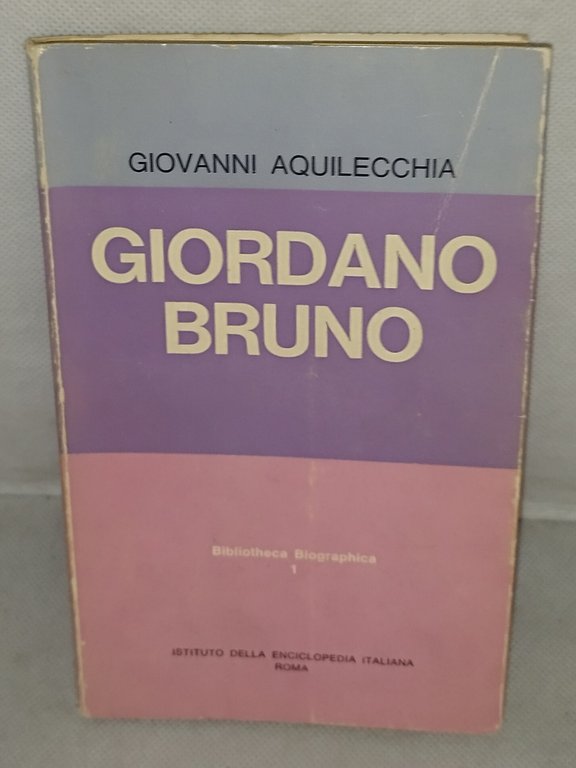 GIOVANNI AQUILECCHIA
GIORDANO
BRUNO
Bibliotheca Biographica
1
ISTITUTO DELLA ENCICLOPEDIA ITALIANA
ROMA